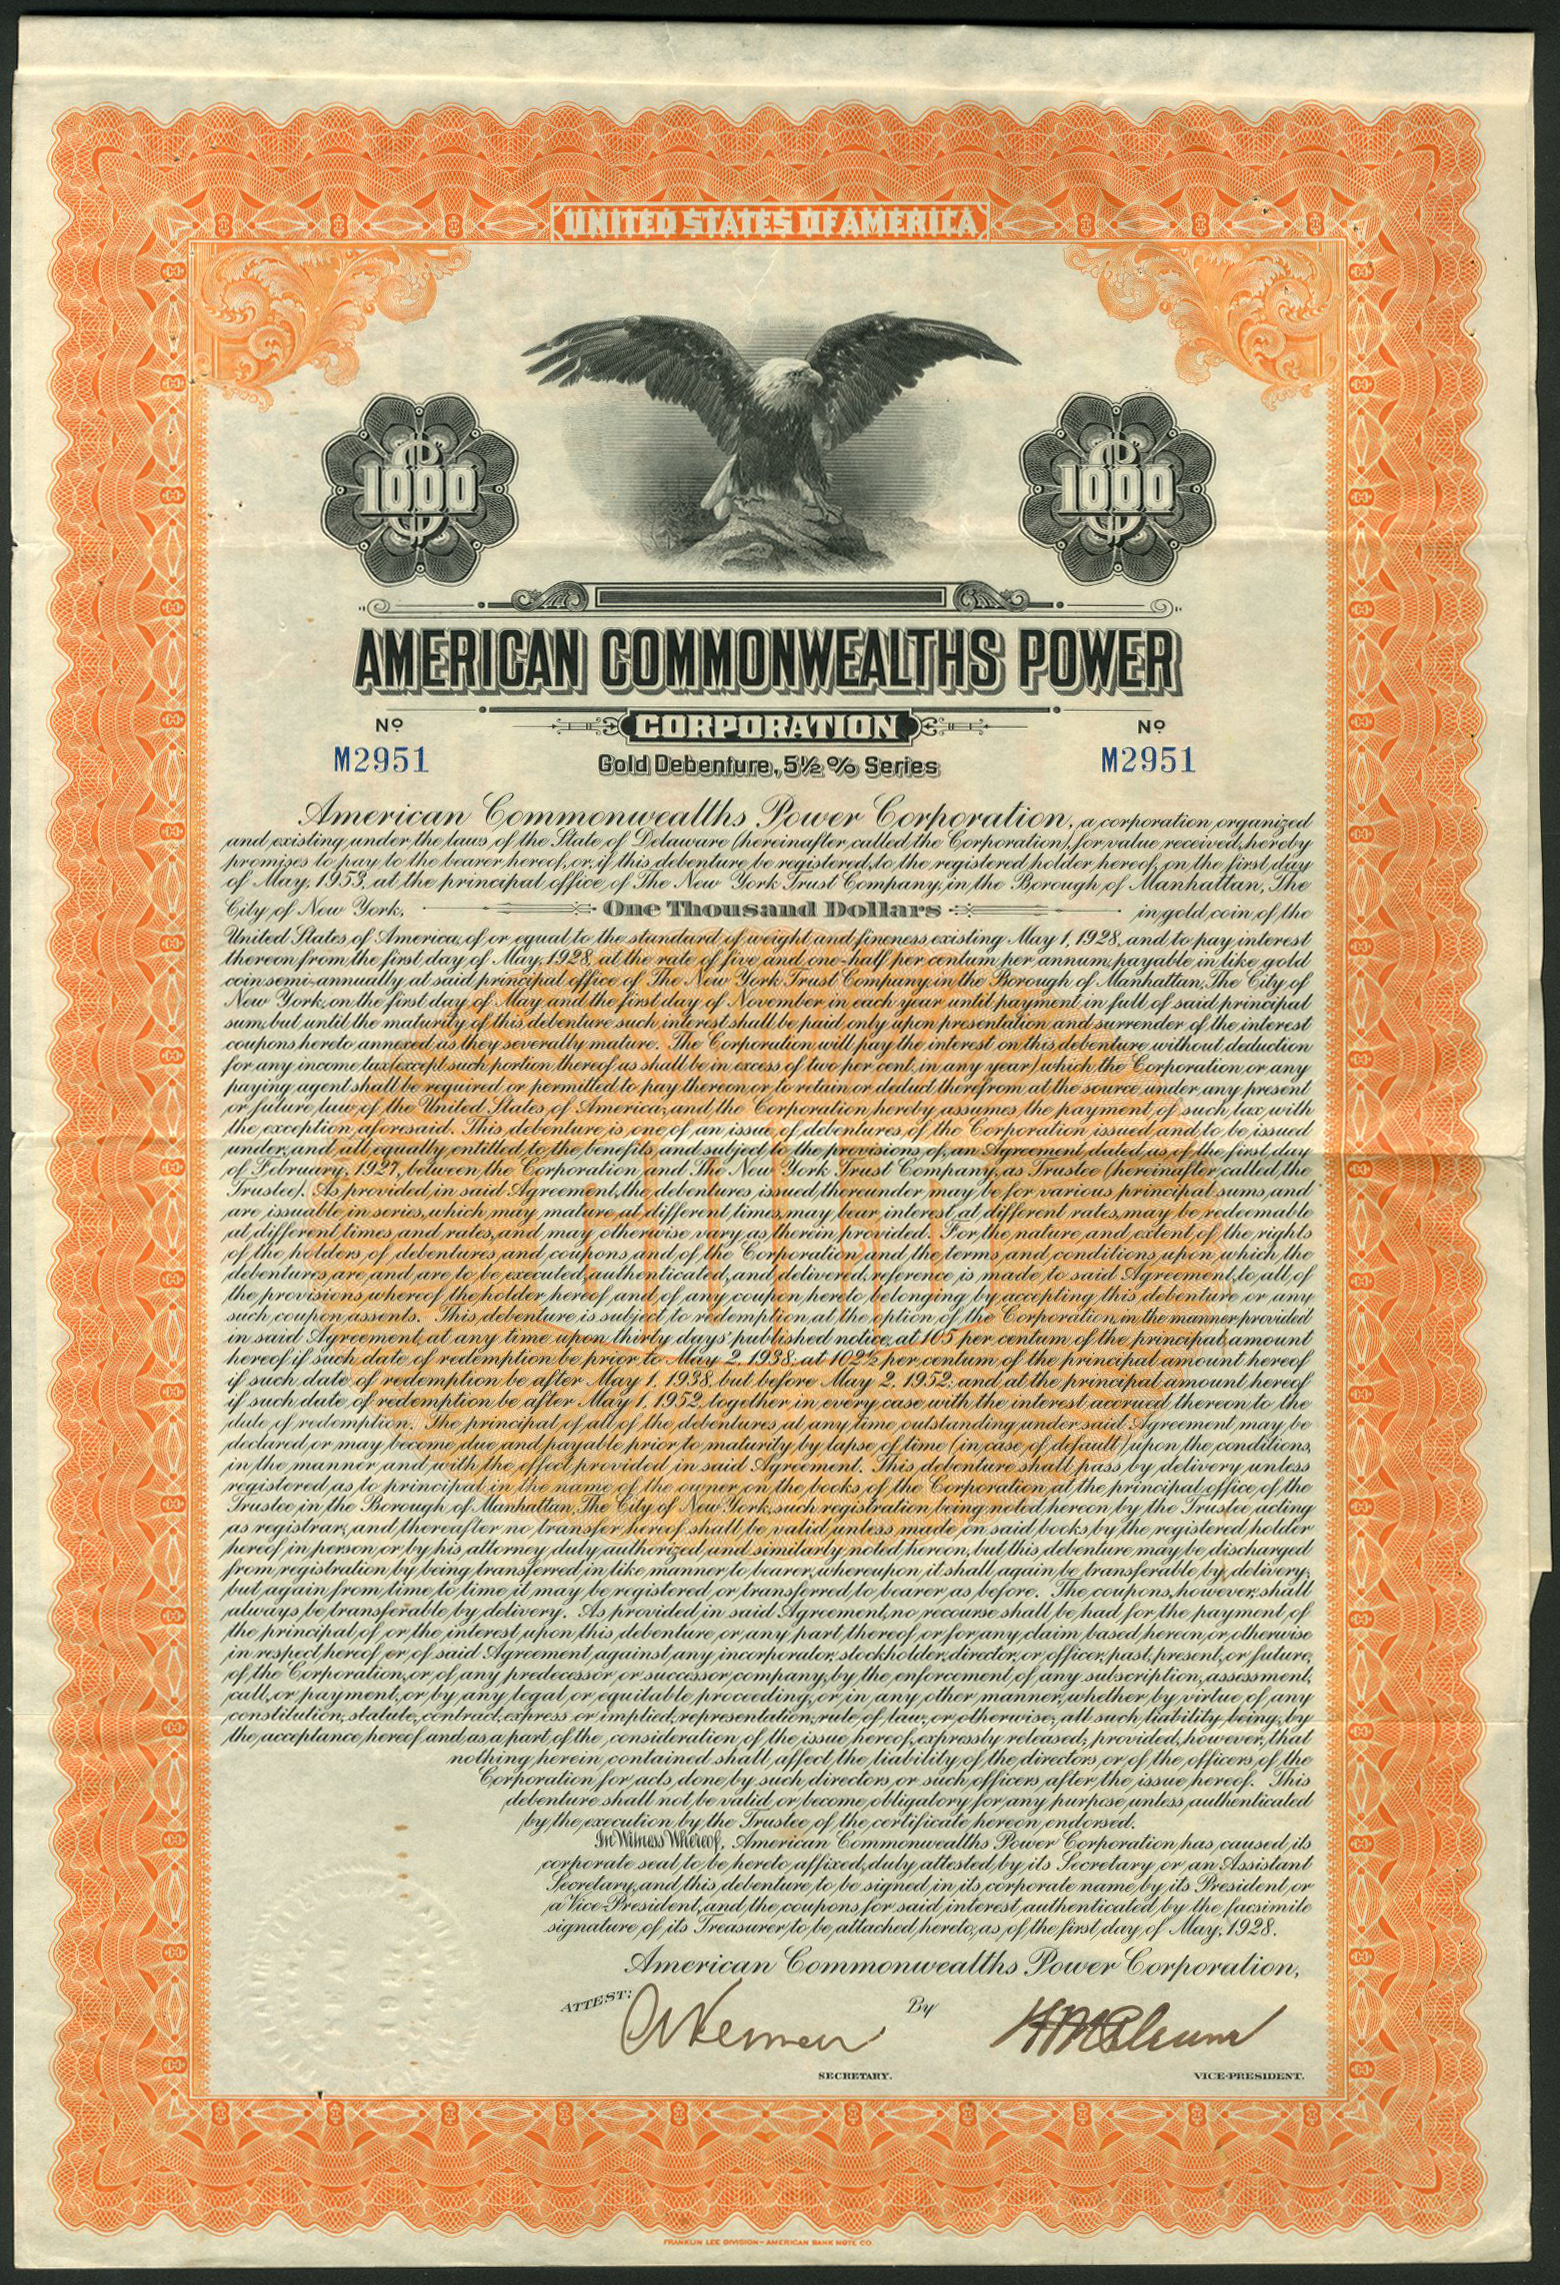 UNITED STATES OF AMERICA
$1000
$1000
AMERICAN COMMONWEALTHS POWER
CORPORATION
Nº
Nº
M2951
M2951
Gold Debenture, 5½% Series
American Commonwealths Power Corporation, a corporation organized
and existing under the laws of the State of Delaware (hereinafter called the Corporation), for value received, hereby
promises to pay to the bearer hereof, or, if this debenture be registered, to the registered holder hereof, on the first day
of May, 1953, at the principal office of The New York Trust Company, in the Borough of Manhattan, The
City of New York, One Thousand Dollars in gold coin of the
United States of America, of or equal to the standard of weight and fineness existing May 1, 1928, and to pay interest
thereon from the first day of May, 1928, at the rate of five and one-half per centum per annum, payable in like gold
coin semi-annually at said principal office of The New York Trust Company, in the Borough of Manhattan, The City of
New York, on the first day of May and the first day of November in each year until payment in full of said principal
sum, but until the maturity of this debenture such interest shall be paid only upon presentation and surrender of the interest
coupons hereto annexed as they severally mature. The Corporation will pay the interest on this debenture without deduction
for any income tax (except such portion thereof as shall be in excess of two per cent. in any year) which the Corporation or any
paying agent shall be required or permitted to pay thereon or to retain or deduct therefrom at the source under any present
or future law of the United States of America; and the Corporation hereby assumes the payment of such tax with
the exception aforesaid. This debenture is one of an issue of debentures of the Corporation issued and to be issued
under, and all equally entitled to the benefits, and subject to the provisions of, an Agreement dated as of the first day
of February, 1927, between the Corporation and The New York Trust Company, as Trustee (hereinafter called the
Trustee). As provided in said Agreement, the debentures issued thereunder may be for various principal sums, and
are issuable in series, which may mature at different times, may bear interest at different rates, may be redeemable
at different times and rates, and may otherwise vary as therein provided. For the nature and extent of the rights
of the holders of debentures and coupons and of the Corporation and the terms and conditions upon which the
debentures are and are to be executed, authenticated, and delivered, reference is made to said Agreement, to all of
the provisions whereof the holder hereof and of any coupon hereto belonging by accepting this debenture or any
such coupon assents. This debenture is subject to redemption at the option of the Corporation, in the manner provided
in said Agreement, at any time upon thirty days' published notice, at 105 per centum of the principal amount
hereof if such date of redemption be prior to May 2, 1938; at 102½ per centum of the principal amount hereof
if such date of redemption be after May 1, 1938, but before May 2, 1952; and at the principal amount hereof
if such date of redemption be after May 1, 1952, together in every case with the interest accrued thereon to the
date of redemption. The principal of all of the debentures at any time outstanding under said Agreement may be
declared, or may become, due and payable prior to maturity by lapse of time (in case of default) upon the conditions,
in the manner and with the effect provided in said Agreement. This debenture shall pass by delivery unless
registered as to principal in the name of the owner on the books of the Corporation at the principal office of the
Trustee, in the Borough of Manhattan, The City of New York, such registration being noted hereon by the Trustee, acting
as registrar, and thereafter no transfer hereof shall be valid unless made on said books, by the registered holder
hereof in person, or by his attorney duly authorized, and similarly noted hereon, but this debenture may be discharged
from registration by being transferred in like manner to bearer, whereupon it shall again be transferable by delivery;
but again from time to time it may be registered or transferred to bearer as before. The coupons, however, shall
always be transferable by delivery. As provided in said Agreement, no recourse shall be had for the payment of
the principal of or the interest upon this debenture, or any part thereof, or for any claim based hereon, or otherwise
in respect hereof, or of said Agreement against any incorporator, stockholder, director, or officer, past, present, or future,
of the Corporation, or of any predecessor or successor company, by the enforcement of any subscription, assessment,
call, or payment, or by any legal or equitable proceeding, or in any other manner, whether by virtue of any
constitution, statute, contract, express or implied, representation, rule of law, or otherwise; all such liability being, by
the acceptance hereof and as a part of the consideration of the issue hereof, expressly released; provided, however, that
nothing herein contained shall affect the liability of the directors or of the officers of the
Corporation for acts done by such directors or such officers after the issue hereof. This
debenture shall not be valid or become obligatory for any purpose unless authenticated
by the execution by the Trustee of the certificate hereon endorsed.
In Witness Whereof, American Commonwealths Power Corporation has caused its
corporate seal to be hereto affixed, duly attested by its Secretary or an Assistant
Secretary, and this debenture to be signed in its corporate name by its President or
a Vice-President, and the coupons for said interest authenticated by the facsimile
signature of its Treasurer to be attached hereto, as of the first day of May, 1928.
American Commonwealths Power Corporation,
ATTEST:
By
SECRETARY.
VICE-PRESIDENT.
FRANKLIN LEE DIVISION - AMERICAN BANK NOTE CO.